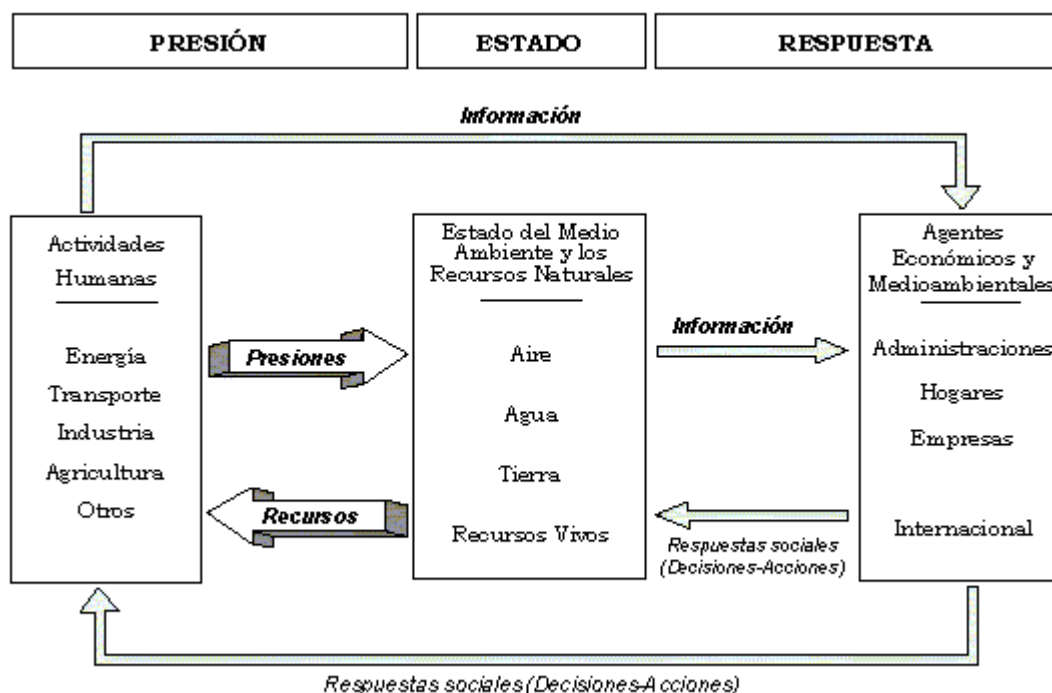 PRESIÓN
ESTADO
RESPUESTA
Información
Actividades
Humanas
Energía
Transporte
Industria
Agricultura
Otros
Presiones
Recursos
Estado del Medio
Ambiente y los
Recursos Naturales
Aire
Agua
Tierra
Recursos Vivos
Información
Respuestas sociales
(Decisiones-Acciones)
Agentes
Económicos y
Medioambientales
Administraciones
Hogares
Empresas
Internacional
Respuestas sociales (Decisiones-Acciones)